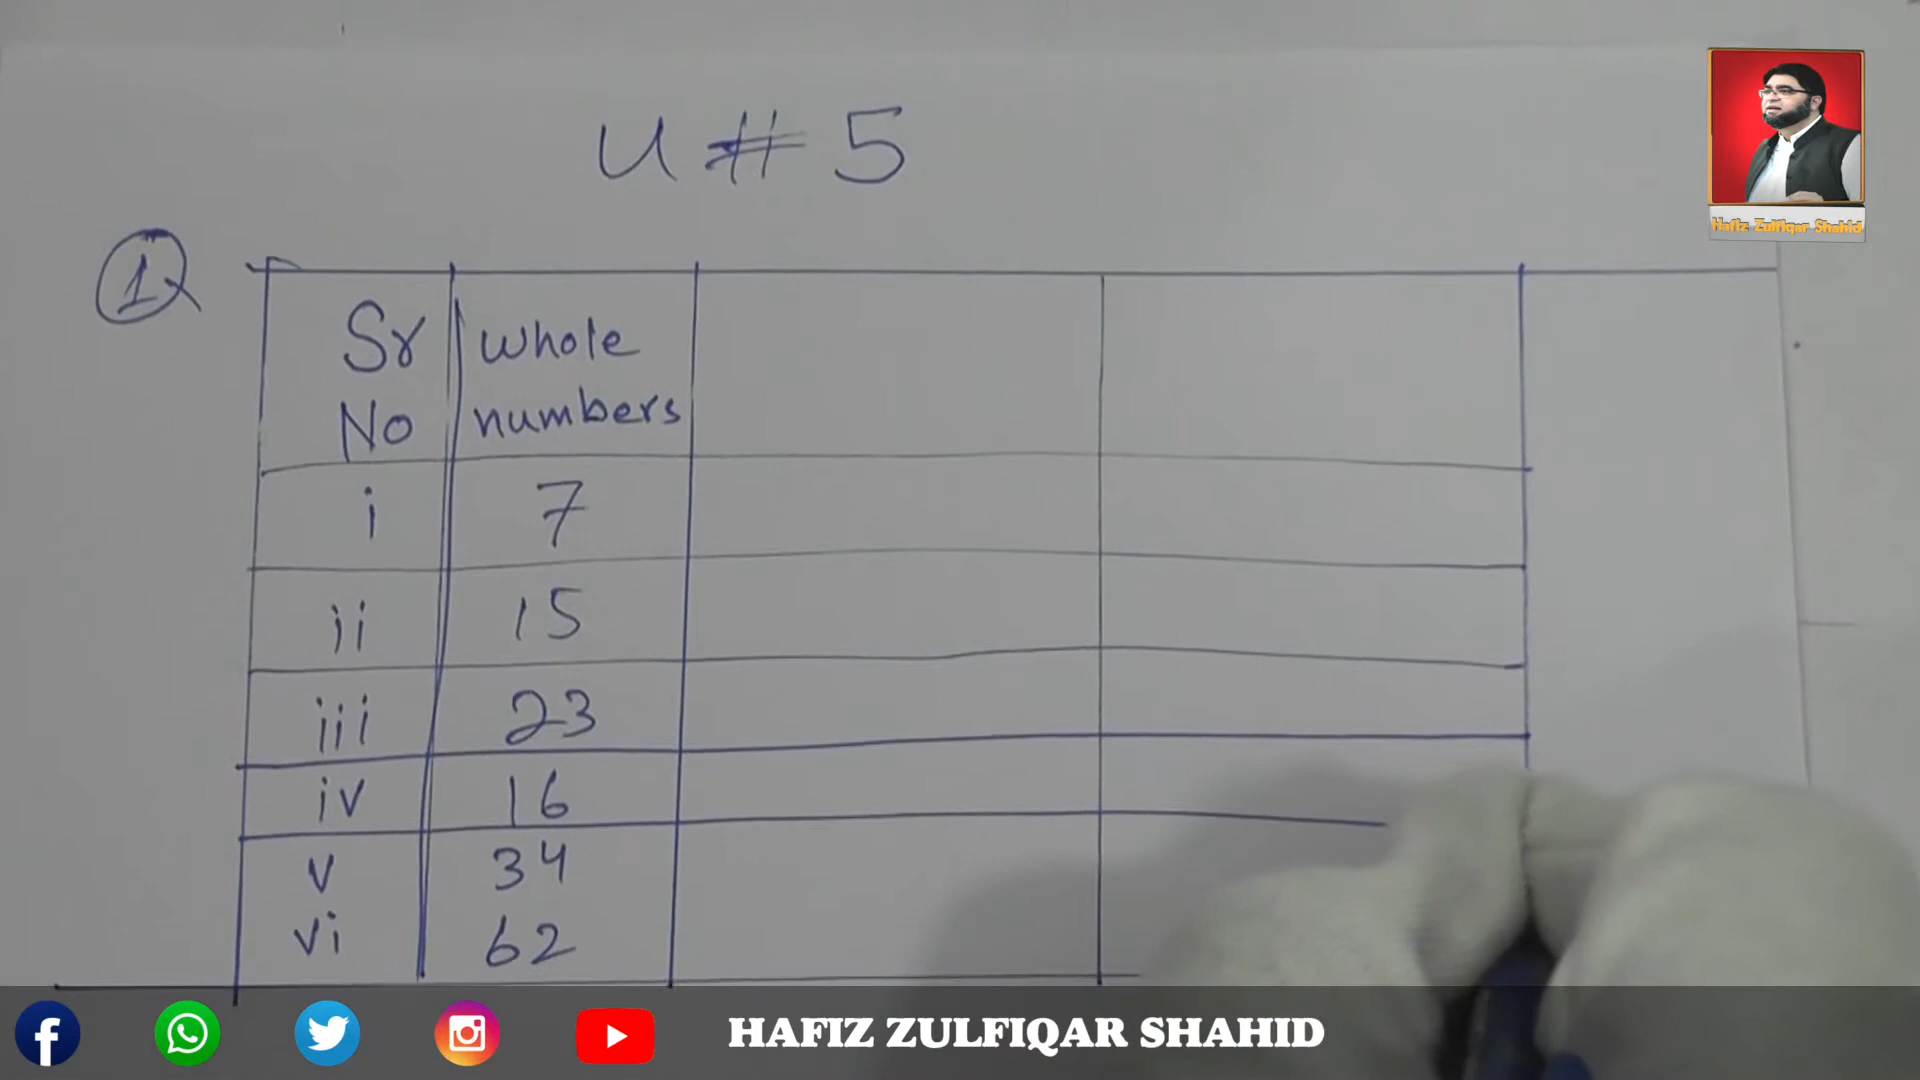 U # 5
1
Sr No
whole numbers
i 7
ii 15
iii 23
iv 16
v 34
vi 62
Hafiz Zulfiqar Shahid
HAFIZ ZULFIQAR SHAHID